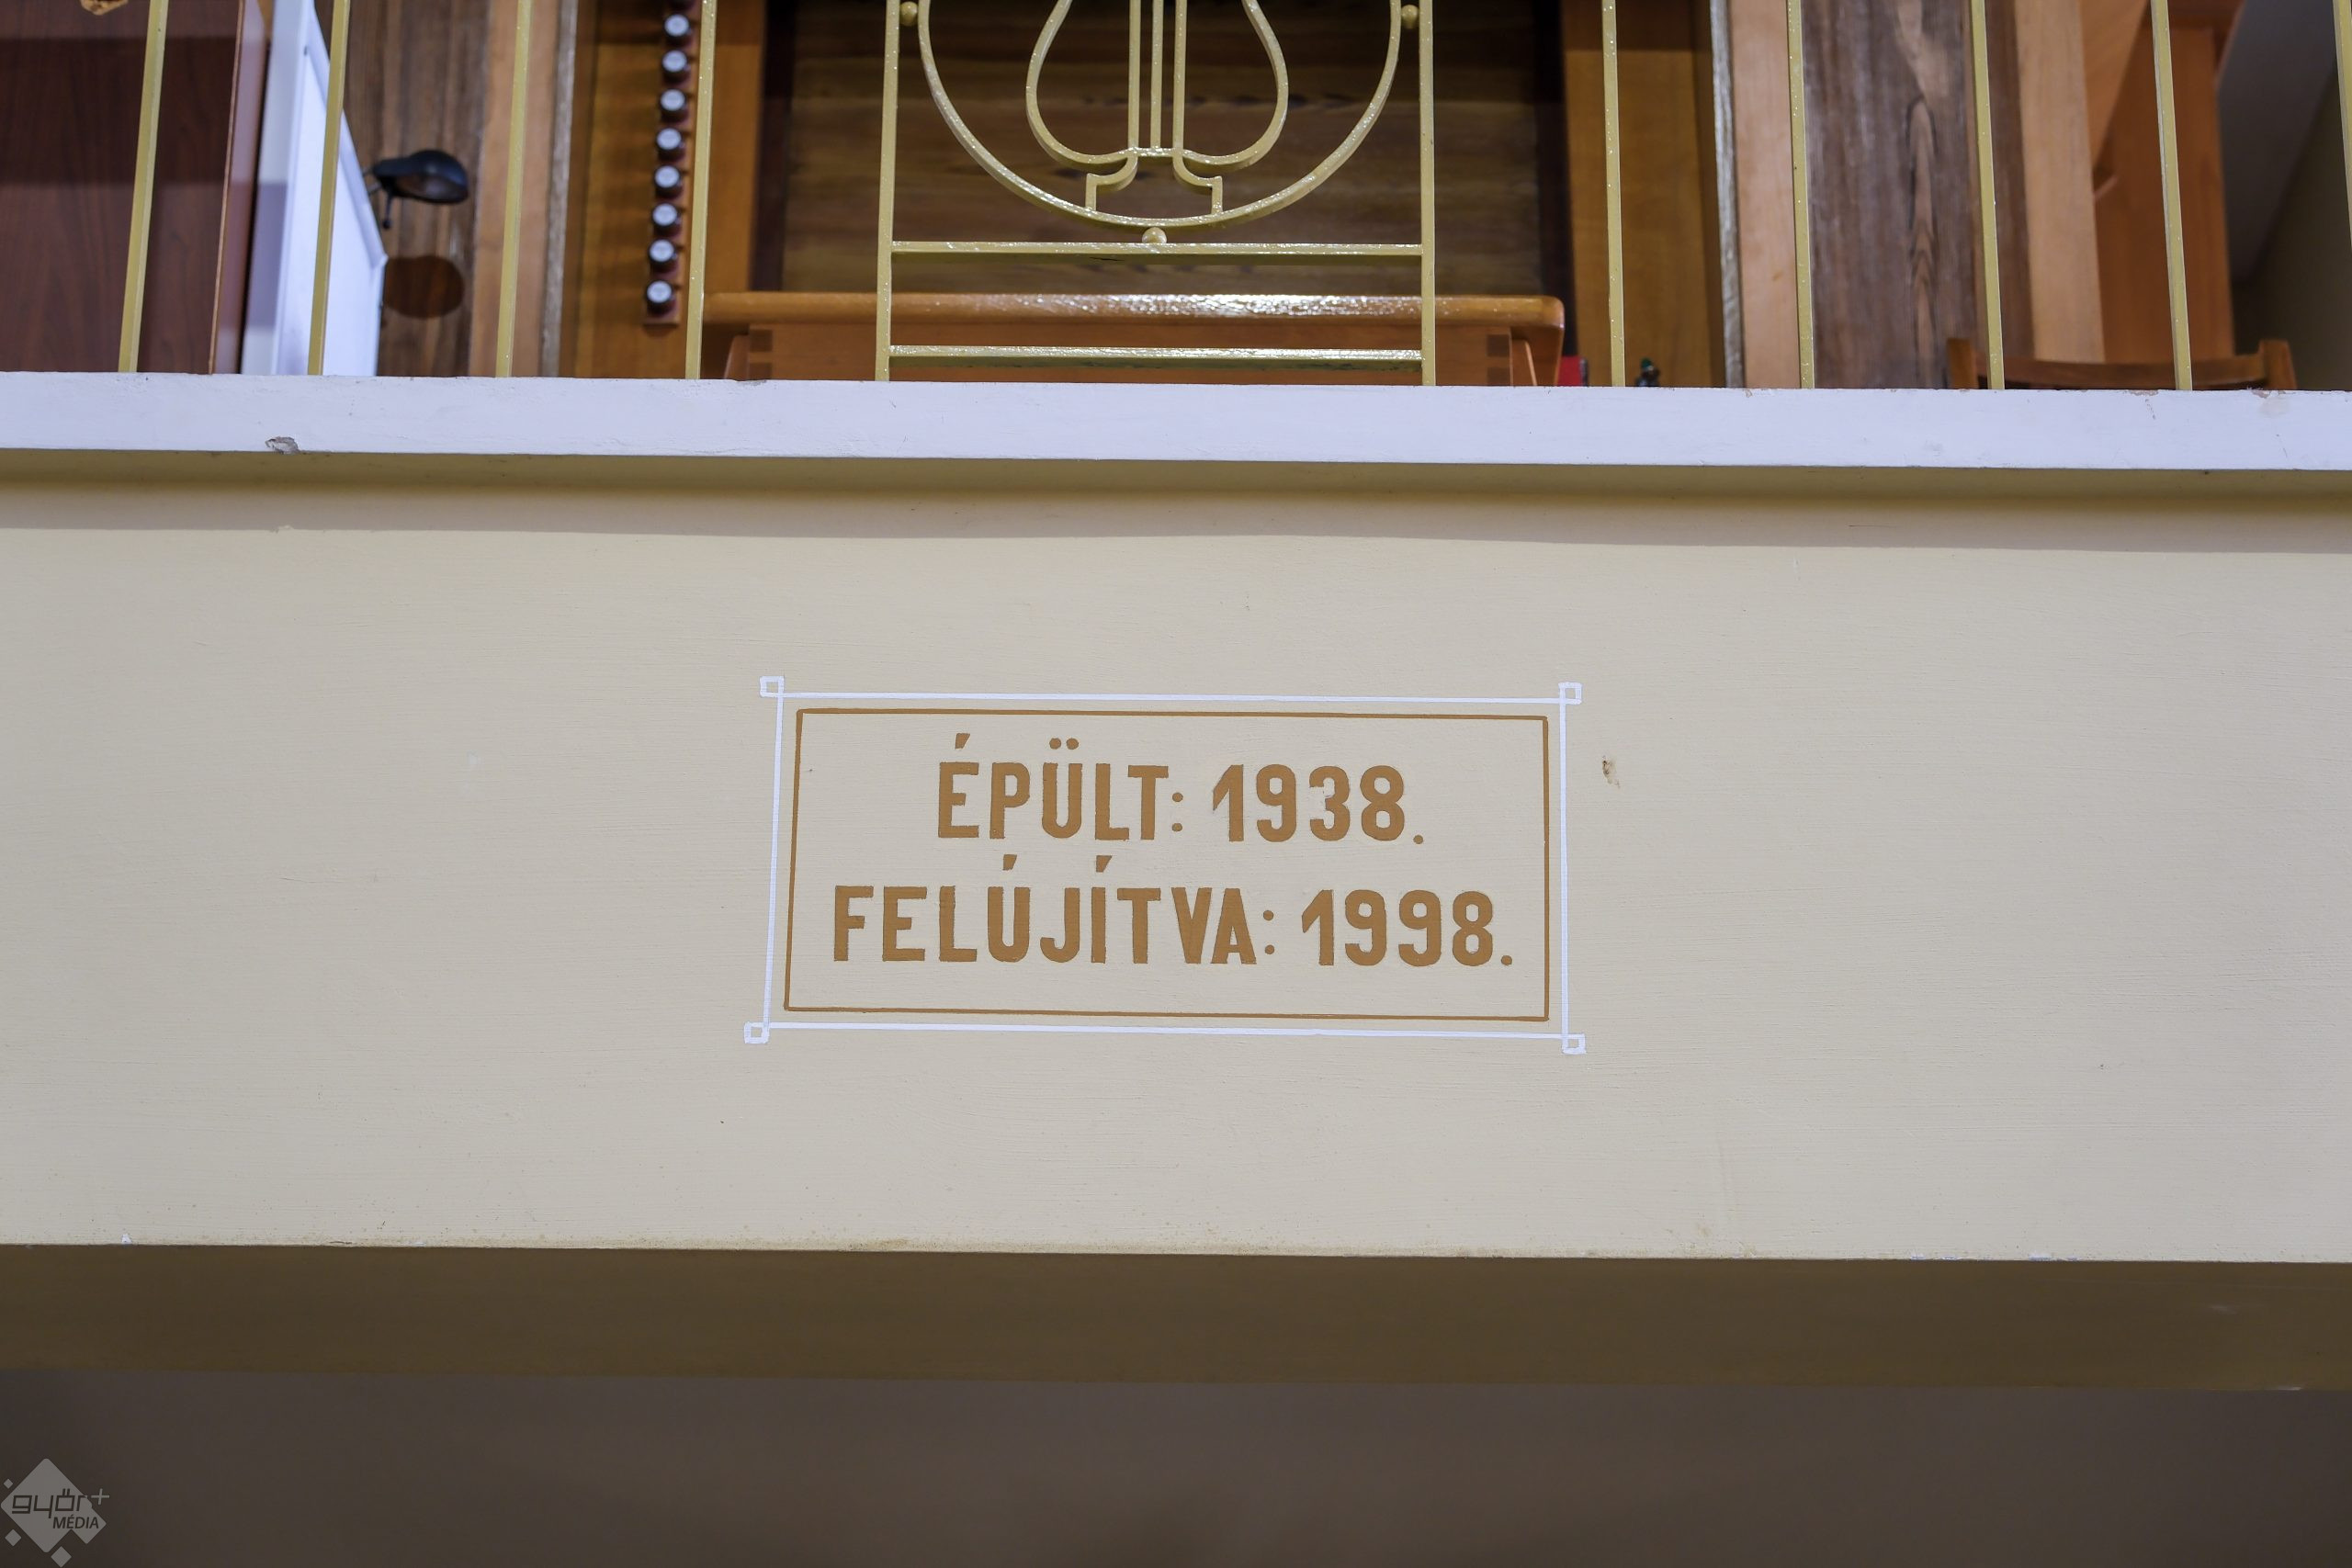 ÉPÜLT: 1938.
FELÚJÍTVA: 1998.
győr+
MÉDIA